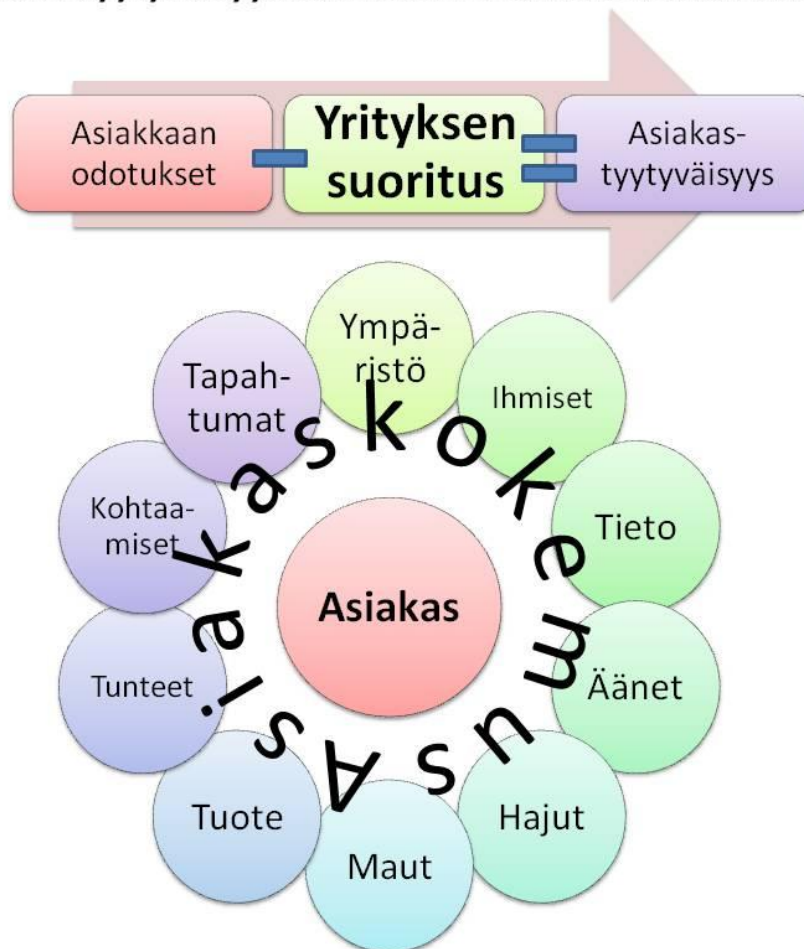 Asiakkaan
odotukset
Yrityksen
suoritus
Asiakas-
tyytyväisyys
Ympä-
ristö
Ihmiset
Tieto
Äänet
Hajut
Maut
Tuote
Tunteet
Kohtaa-
miset
Tapah-
tumat
Asiakaskokemus
Asiakas